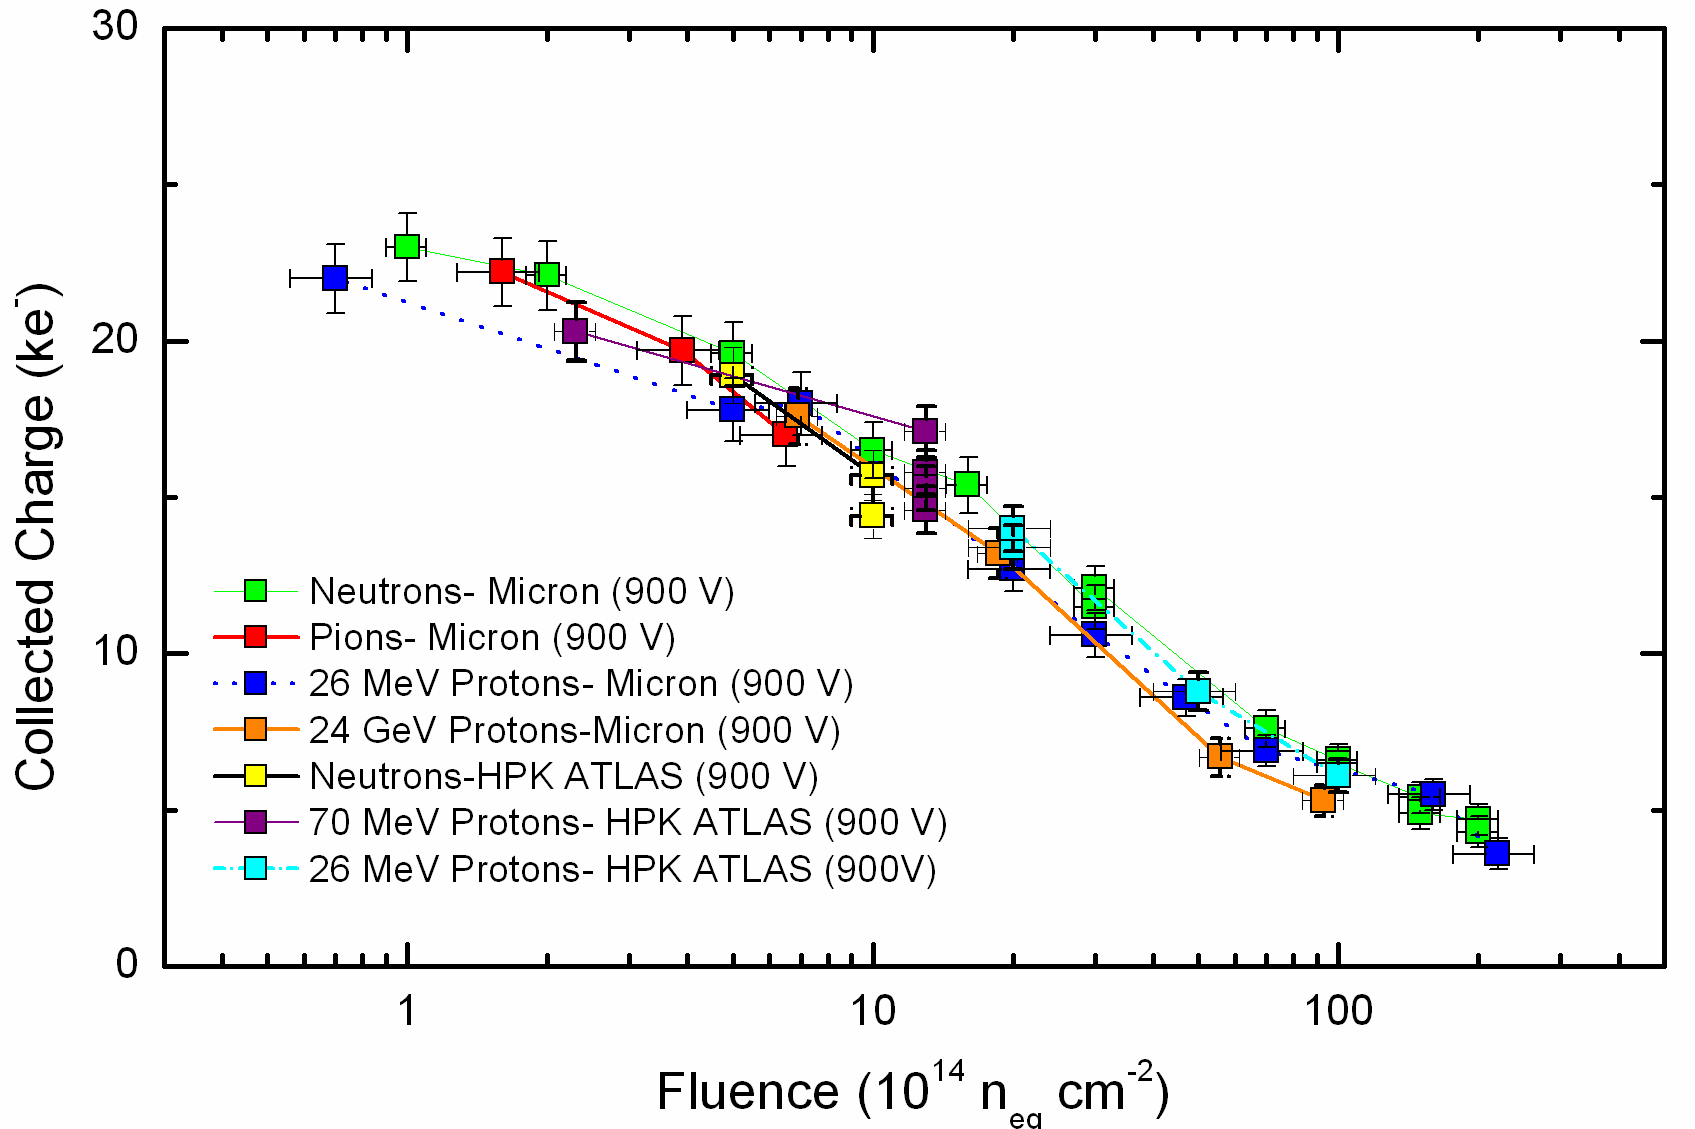 30
20
10
0
Collected Charge (ke⁻)
Neutrons- Micron (900 V)
Pions- Micron (900 V)
26 MeV Protons- Micron (900 V)
24 GeV Protons-Micron (900 V)
Neutrons-HPK ATLAS (900 V)
70 MeV Protons- HPK ATLAS (900 V)
26 MeV Protons- HPK ATLAS (900V)
1 10 100
Fluence (10¹⁴ n_eq cm⁻²)